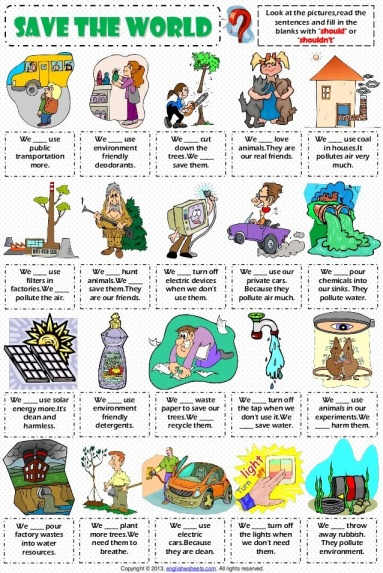 SAVE THE WORLD
Look at the pictures,read the
sentences and fill in the
blanks with "should" or
"shouldn't"
We ____ use
public
transportation
more.
We ____ use
environment
friendly
deodorants.
We ____ cut
down the
trees.We ____
save them.
We ____ love
animals.They are
our real friends.
We ____ use coal
in houses.It
pollutes air very
much.
We ____ use
filters in
factories.We ____
pollute the air.
We ____ hunt
animals.We ____
save them.They
are our friends.
We ____ turn off
electric devices
when we don't
use them.
We ____ use our
private cars.
Because they
pollute air much.
We ____ pour
chemicals into
our sinks. They
pollute water.
We ____ use solar
energy more.It's
clean and
harmless.
We ____ use
environment
friendly
detergents.
We ____ waste
paper to save our
trees.We ____
recycle them.
We ____ turn off
the tap when we
don't use it.We
____ save water.
We ____ use
animals in our
experiments.We
____ harm them.
light
Turn off
We ____ pour
factory wastes
into water
resources.
We ____ plant
more trees.We
need them to
breathe.
We ____ use
electric
cars.Because
they are clean.
We ____ turn off
the lights when
we don't need
them.
We ____ throw
away rubbish.
They pollute
environment.
Copyright © 2013. englishwsheets.com. All rights reserved.